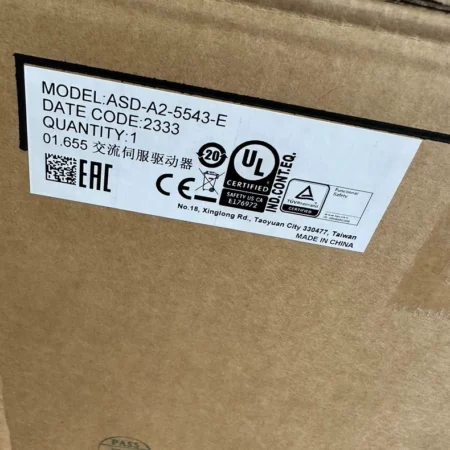 MODEL:ASD-A2-5543-E
DATE CODE:2333
QUANTITY:1
01.655 交流伺服驱动器
EAC
CE
20
UL
CERTIFIED
SAFETY US CA
E176972
IND.CONT.EQ.
TÜVRheinland
CERTIFIED
Functional
Safety
No.18, Xinglong Rd., Taoyuan City 330477, Taiwan
MADE IN CHINA
PASS